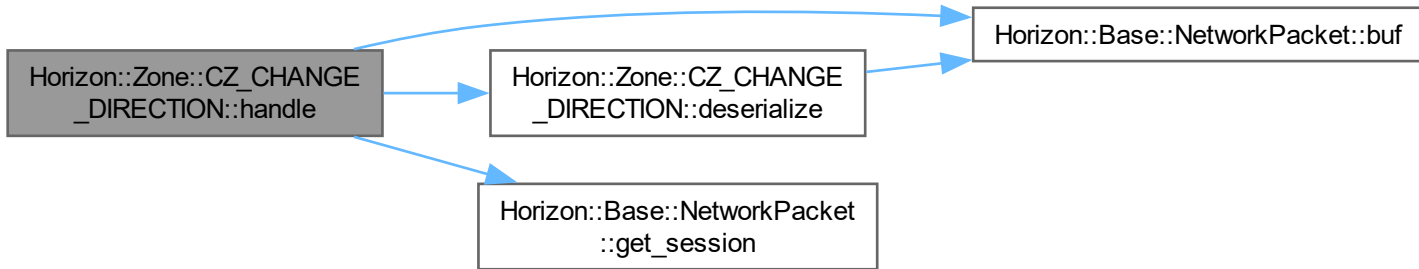 Horizon::Zone::CZ_CHANGE
_DIRECTION::handle
Horizon::Zone::CZ_CHANGE
_DIRECTION::deserialize
Horizon::Base::NetworkPacket::buf
Horizon::Base::NetworkPacket
::get_session